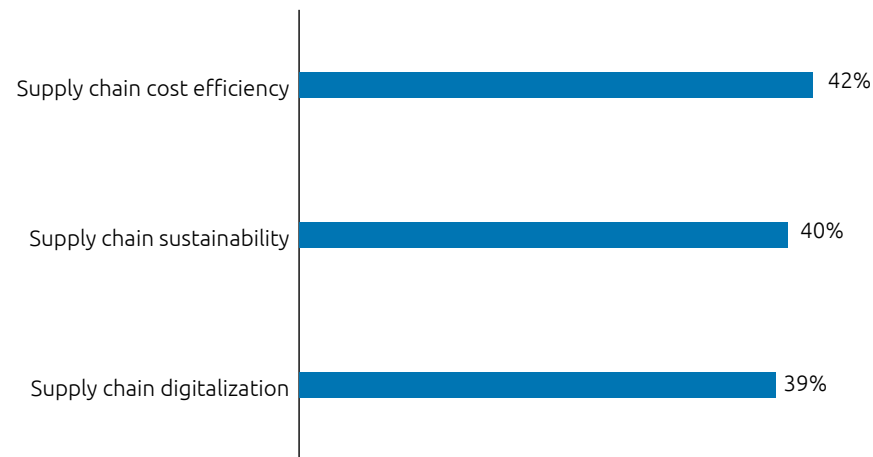 Supply chain cost efficiency 42%
Supply chain sustainability 40%
Supply chain digitalization 39%